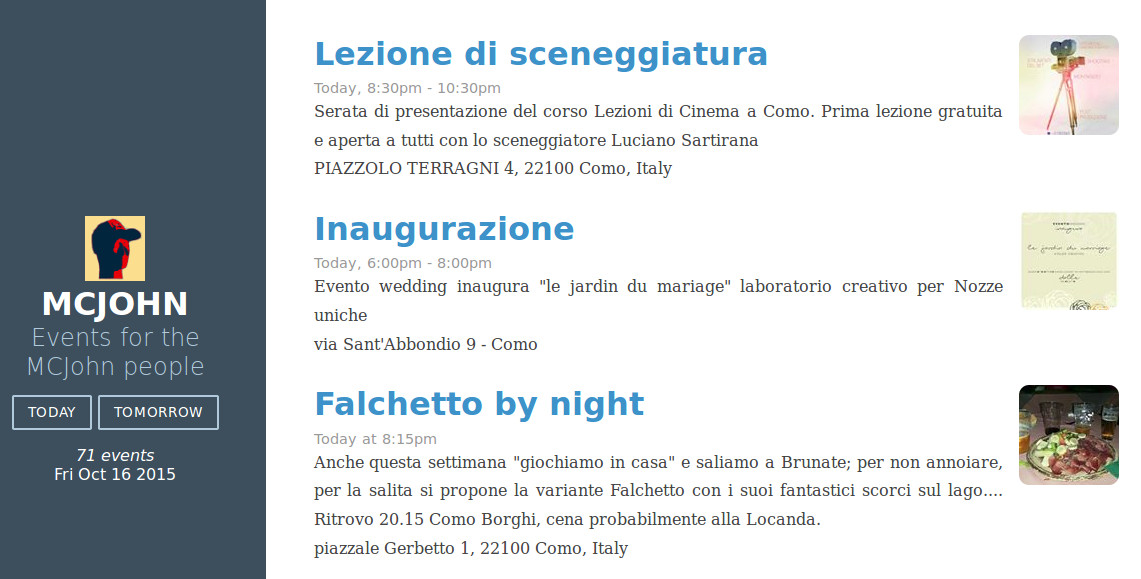 MCJOHN
Events for the
MCJohn people
TODAY
TOMORROW
71 events
Fri Oct 16 2015
Lezione di sceneggiatura
Today, 8:30pm - 10:30pm
Serata di presentazione del corso Lezioni di Cinema a Como. Prima lezione gratuita
e aperta a tutti con lo sceneggiatore Luciano Sartirana
PIAZZOLO TERRAGNI 4, 22100 Como, Italy
Inaugurazione
Today, 6:00pm - 8:00pm
Evento wedding inaugura "le jardin du mariage" laboratorio creativo per Nozze
uniche
via Sant'Abbondio 9 - Como
le jardin du mariage
Falchetto by night
Today at 8:15pm
Anche questa settimana "giochiamo in casa" e saliamo a Brunate; per non annoiare,
per la salita si propone la variante Falchetto con i suoi fantastici scorci sul lago....
Ritrovo 20.15 Como Borghi, cena probabilmente alla Locanda.
piazzale Gerbetto 1, 22100 Como, Italy